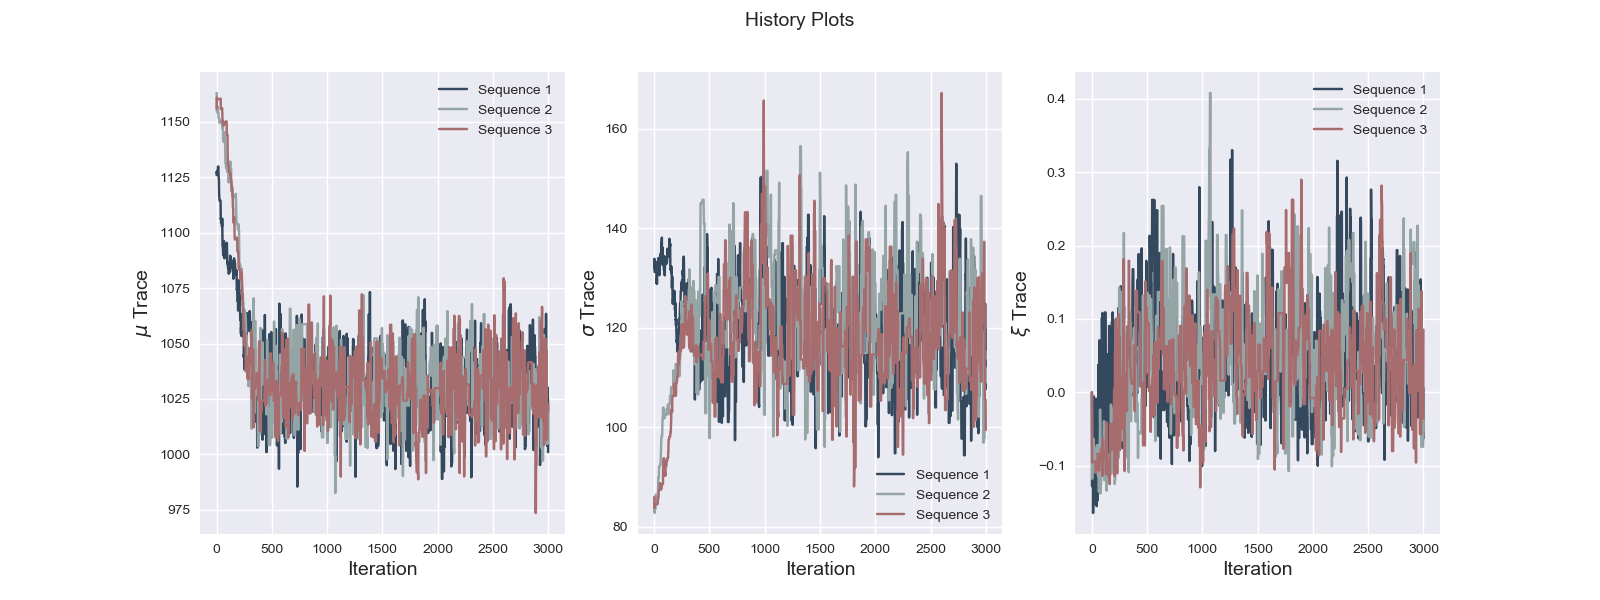 History Plots
μ Trace
1150
1125
1100
1075
1050
1025
1000
975
0 500 1000 1500 2000 2500 3000
Iteration
Sequence 1
Sequence 2
Sequence 3
σ Trace
160
140
120
100
80
0 500 1000 1500 2000 2500 3000
Iteration
Sequence 1
Sequence 2
Sequence 3
ξ Trace
0.4
0.3
0.2
0.1
0.0
−0.1
0 500 1000 1500 2000 2500 3000
Iteration
Sequence 1
Sequence 2
Sequence 3